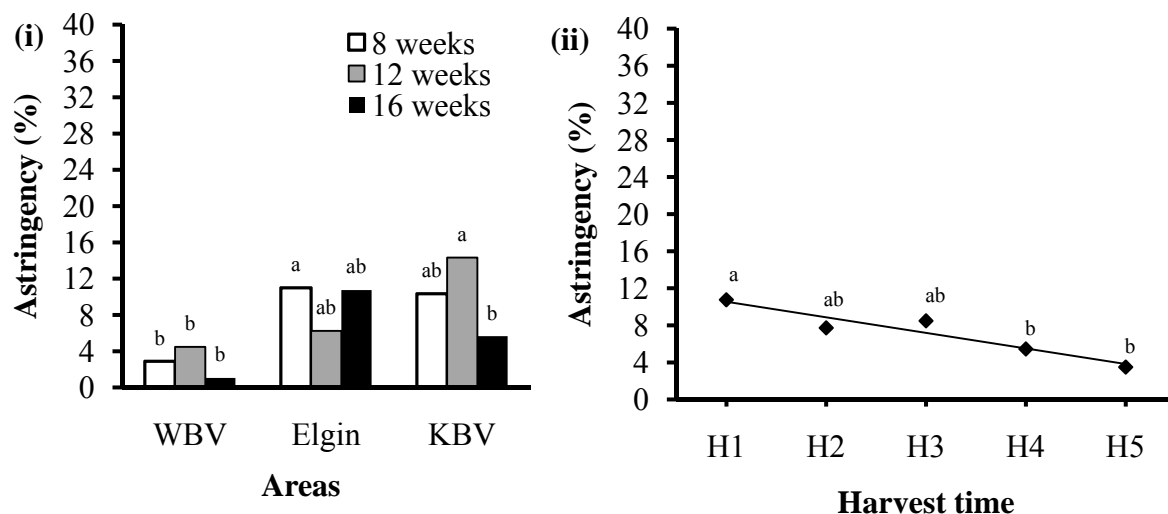 (i)
Astringency (%)
40
36
32
28
24
20
16
12
8
4
0
8 weeks
12 weeks
16 weeks
b
b
b
a
ab
ab
ab
a
b
WBV Elgin KBV
Areas
(ii)
Astringency (%)
40
36
32
28
24
20
16
12
8
4
0
a
ab
ab
b
b
H1 H2 H3 H4 H5
Harvest time